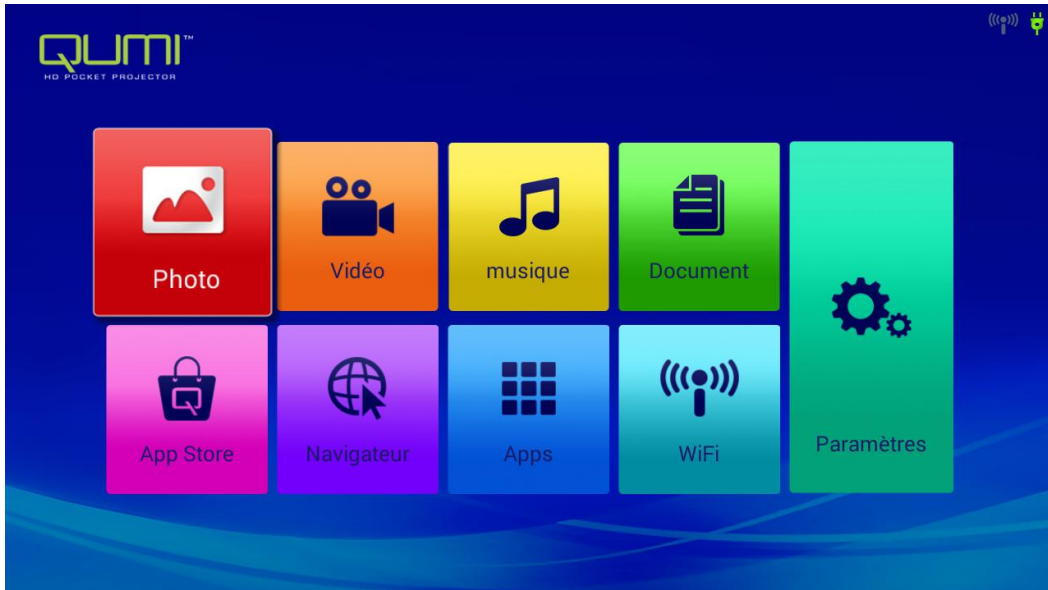 QUMI™
HD POCKET PROJECTOR
Photo
Vidéo
musique
Document
Paramètres
App Store
Navigateur
Apps
WiFi